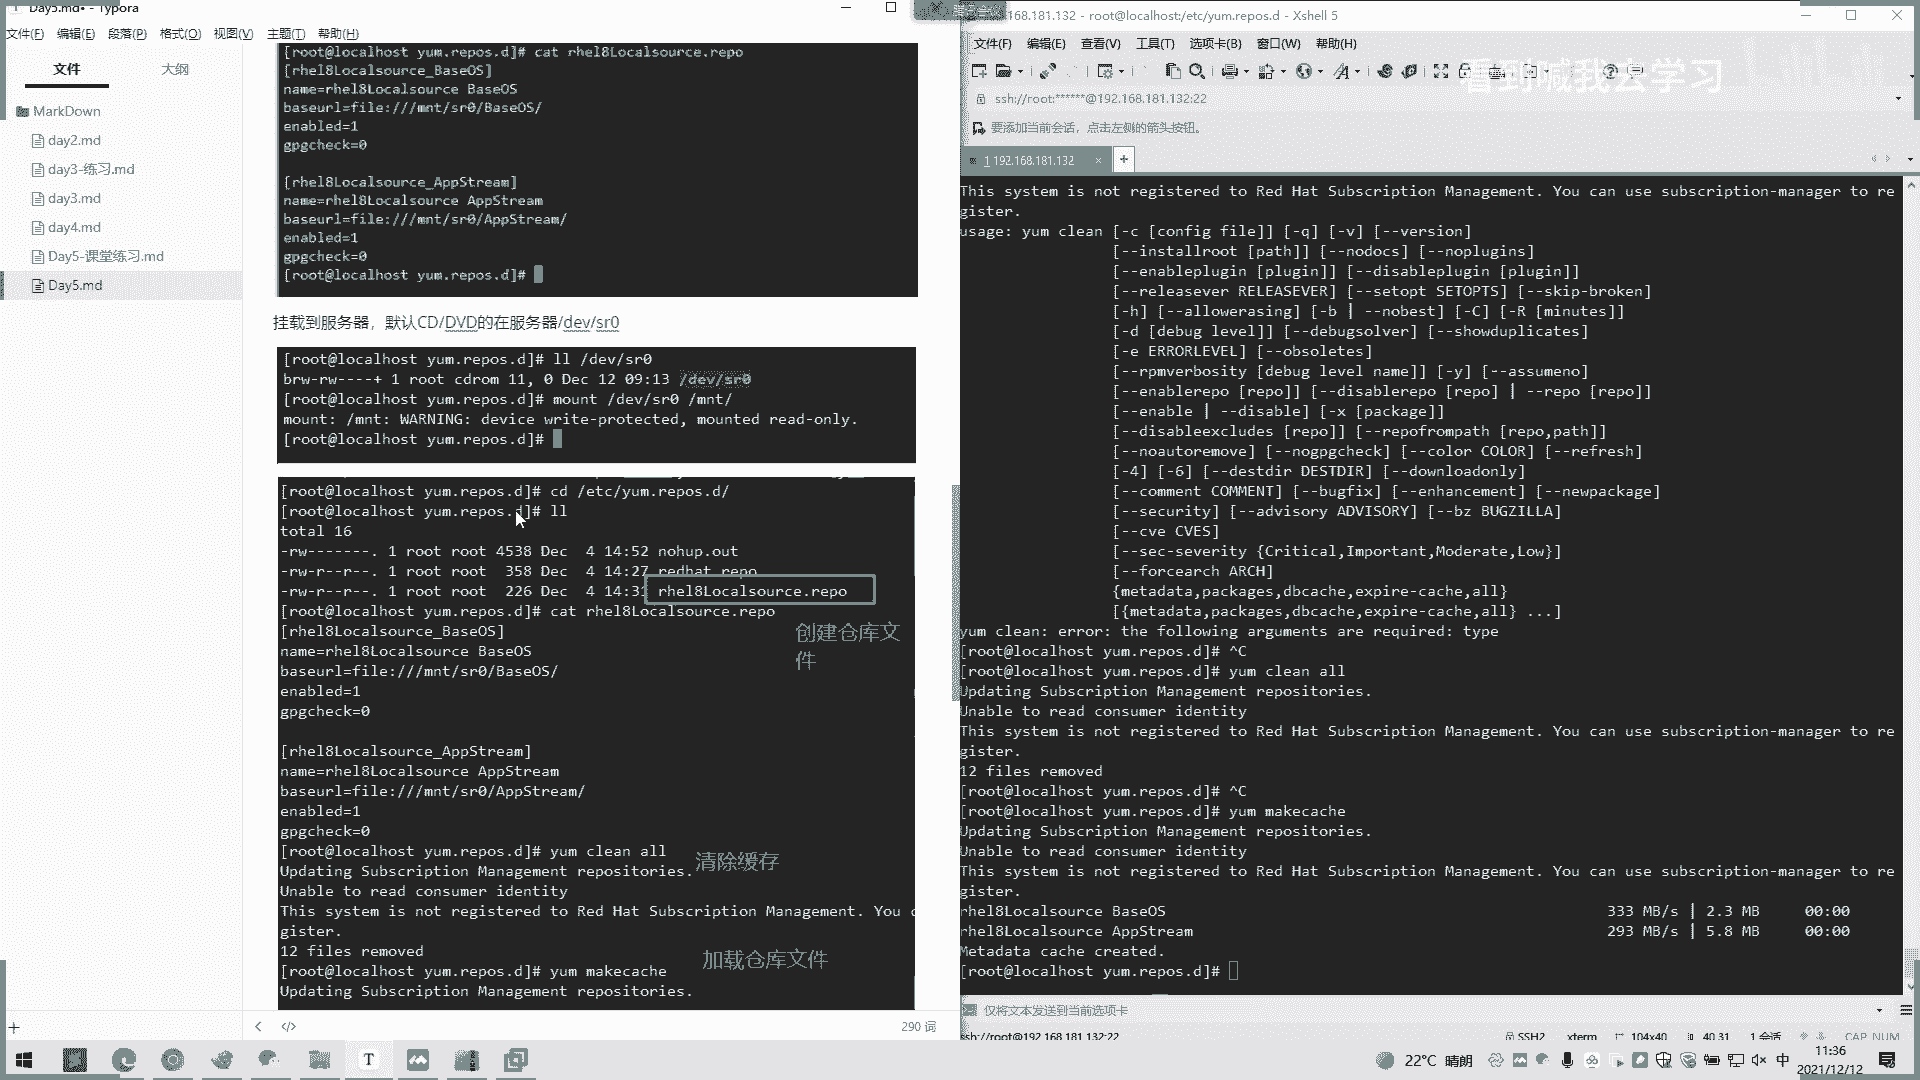 Day5.md• - Typora
文件(F) 编辑(E) 段落(P) 格式(O) 视图(V) 主题(T) 帮助(H)
文件 大纲
MarkDown
day2.md
day3-练习.md
day3.md
day4.md
Day5-课堂练习.md
Day5.md
[root@localhost yum.repos.d]# cat rhel8Localsource.repo
[rhel8Localsource_BaseOS]
name=rhel8Localsource BaseOS
baseurl=file:///mnt/sr0/BaseOS/
enabled=1
gpgcheck=0
[rhel8Localsource_AppStream]
name=rhel8Localsource AppStream
baseurl=file:///mnt/sr0/AppStream/
enabled=1
gpgcheck=0
[root@localhost yum.repos.d]#
挂载到服务器，默认CD/DVD的在服务器/dev/sr0
[root@localhost yum.repos.d]# ll /dev/sr0
brw-rw----+ 1 root cdrom 11, 0 Dec 12 09:13 /dev/sr0
[root@localhost yum.repos.d]# mount /dev/sr0 /mnt/
mount: /mnt: WARNING: device write-protected, mounted read-only.
[root@localhost yum.repos.d]#
[root@localhost yum.repos.d]# cd /etc/yum.repos.d/
[root@localhost yum.repos.d]# ll
total 16
-rw-------. 1 root root 4538 Dec  4 14:52 nohup.out
-rw-r--r--. 1 root root  358 Dec  4 14:27 redhat.repo
-rw-r--r--. 1 root root  226 Dec  4 14:31 rhel8Localsource.repo
[root@localhost yum.repos.d]# cat rhel8Localsource.repo
[rhel8Localsource_BaseOS]
创建仓库文
件
name=rhel8Localsource BaseOS
baseurl=file:///mnt/sr0/BaseOS/
enabled=1
gpgcheck=0
[rhel8Localsource_AppStream]
name=rhel8Localsource AppStream
baseurl=file:///mnt/sr0/AppStream/
enabled=1
gpgcheck=0
[root@localhost yum.repos.d]# yum clean all
清除缓存
Updating Subscription Management repositories.
Unable to read consumer identity
This system is not registered to Red Hat Subscription Management. You
gister.
12 files removed
加载仓库文件
[root@localhost yum.repos.d]# yum makecache
Updating Subscription Management repositories.
290 词
192.168.181.132 - root@localhost:/etc/yum.repos.d - Xshell 5
文件(F) 编辑(E) 查看(V) 工具(T) 选项卡(B) 窗口(W) 帮助(H)
看到喊我去学习
ssh://root:******@192.168.181.132:22
要添加当前会话，点击左侧的箭头按钮。
1 192.168.181.132
This system is not registered to Red Hat Subscription Management. You can use subscription-manager to re
gister.
usage: yum clean [-c [config file]] [-q] [-v] [--version]
[--installroot [path]] [--nodocs] [--noplugins]
[--enableplugin [plugin]] [--disableplugin [plugin]]
[--releasever RELEASEVER] [--setopt SETOPTS] [--skip-broken]
[-h] [--allowerasing] [-b | --nobest] [-C] [-R [minutes]]
[-d [debug level]] [--debugsolver] [--showduplicates]
[-e ERRORLEVEL] [--obsoletes]
[--rpmverbosity [debug level name]] [-y] [--assumeno]
[--enablerepo [repo]] [--disablerepo [repo] | --repo [repo]]
[--enable | --disable] [-x [package]]
[--disableexcludes [repo]] [--repofrompath [repo,path]]
[--noautoremove] [--nogpgcheck] [--color COLOR] [--refresh]
[-4] [-6] [--destdir DESTDIR] [--downloadonly]
[--comment COMMENT] [--bugfix] [--enhancement] [--newpackage]
[--security] [--advisory ADVISORY] [--bz BUGZILLA]
[--cve CVES]
[--sec-severity {Critical,Important,Moderate,Low}]
[--forcearch ARCH]
{metadata,packages,dbcache,expire-cache,all}
[{metadata,packages,dbcache,expire-cache,all} ...]
yum clean: error: the following arguments are required: type
[root@localhost yum.repos.d]# ^C
[root@localhost yum.repos.d]# yum clean all
Updating Subscription Management repositories.
Unable to read consumer identity
This system is not registered to Red Hat Subscription Management. You can use subscription-manager to re
gister.
12 files removed
[root@localhost yum.repos.d]# ^C
[root@localhost yum.repos.d]# yum makecache
Updating Subscription Management repositories.
Unable to read consumer identity
This system is not registered to Red Hat Subscription Management. You can use subscription-manager to re
gister.
rhel8Localsource BaseOS 333 MB/s | 2.3 MB 00:00
rhel8Localsource AppStream 293 MB/s | 5.8 MB 00:00
Metadata cache created.
[root@localhost yum.repos.d]#
仅将文本发送到当前选项卡
ssh://root@192.168.181.132:22 SSH2 xterm 104x40 40,31 1 会话 CAP NUM
22°C 晴朗 中 11:36
2021/12/12